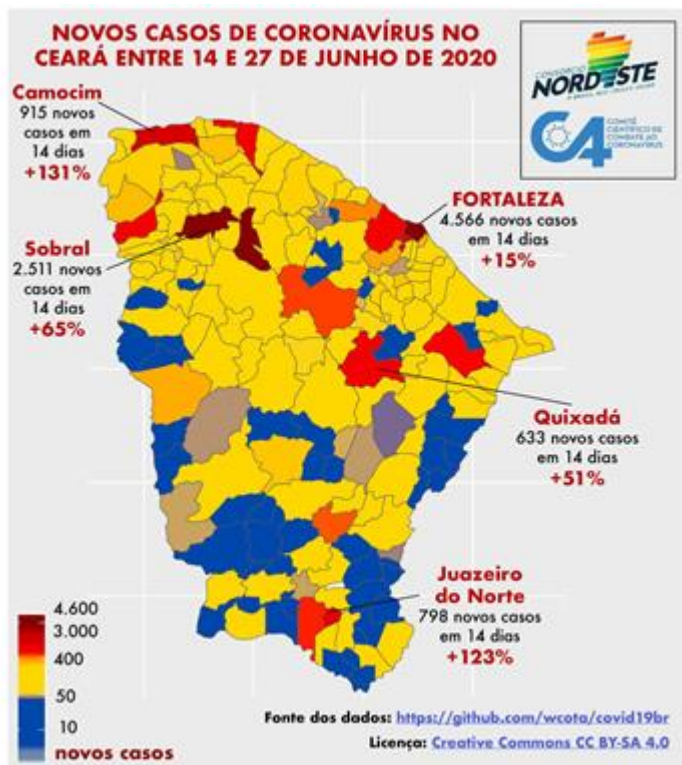 NOVOS CASOS DE CORONAVÍRUS NO
CEARÁ ENTRE 14 E 27 DE JUNHO DE 2020
CONSORCIO
NORDESTE
C4
COMITÊ
CIENTÍFICO DE
COMBATE AO
CORONAVÍRUS
Camocim
915 novos
casos em
14 dias
+131%
FORTALEZA
4.566 novos casos
em 14 dias
+15%
Sobral
2.511 novos
casos em
14 dias
+65%
Quixadá
633 novos casos
em 14 dias
+51%
Juazeiro
do Norte
798 novos casos
em 14 dias
+123%
4.600
3.000
400
50
10
novos casos
Fonte dos dados: https://github.com/wcota/covid19br
Licença: Creative Commons CC BY-SA 4.0